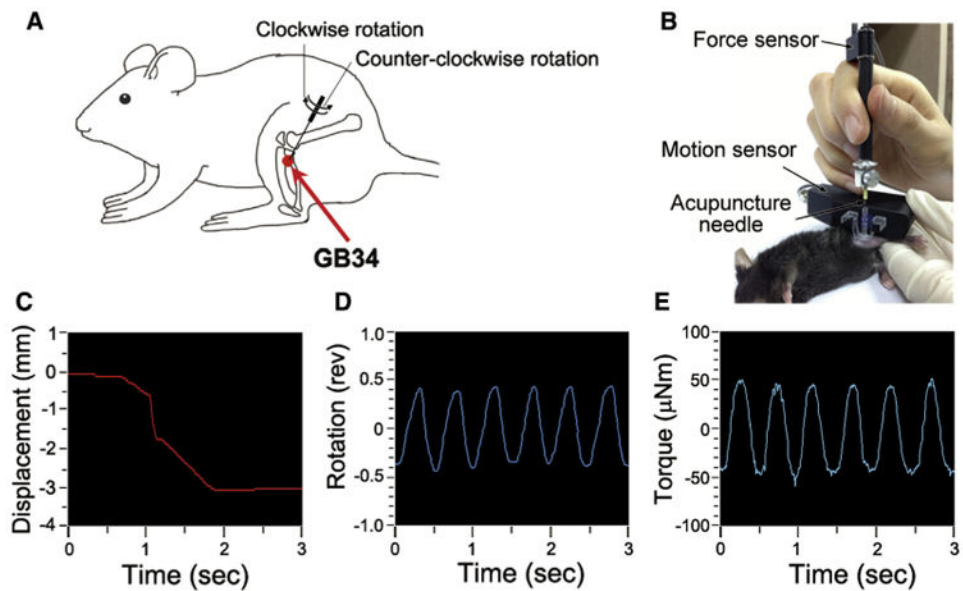 A
Clockwise rotation
Counter-clockwise rotation
GB34
B
Force sensor
Motion sensor
Acupuncture
needle
C
Displacement (mm)
1
0
-1
-2
-3
-4
0
1
2
3
Time (sec)
D
Rotation (rev)
1.0
0.5
0
-0.5
-1.0
0
1
2
3
Time (sec)
E
Torque (μNm)
100
50
0
-50
-100
0
1
2
3
Time (sec)